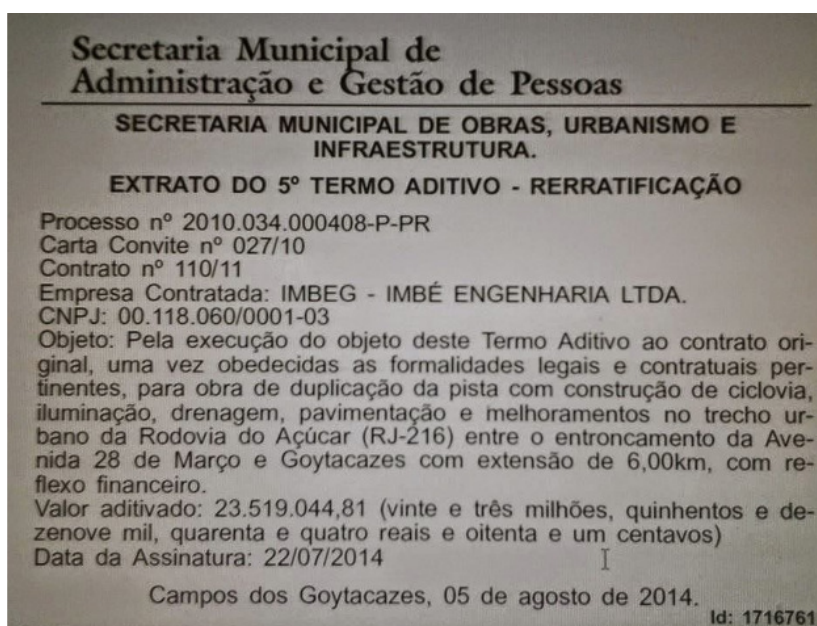 Secretaria Municipal de
Administração e Gestão de Pessoas
SECRETARIA MUNICIPAL DE OBRAS, URBANISMO E
INFRAESTRUTURA.
EXTRATO DO 5º TERMO ADITIVO - RERRATIFICAÇÃO
Processo nº 2010.034.000408-P-PR
Carta Convite nº 027/10
Contrato nº 110/11
Empresa Contratada: IMBEG - IMBÉ ENGENHARIA LTDA.
CNPJ: 00.118.060/0001-03
Objeto: Pela execução do objeto deste Termo Aditivo ao contrato ori-
ginal, uma vez obedecidas as formalidades legais e contratuais per-
tinentes, para obra de duplicação da pista com construção de ciclovia,
iluminação, drenagem, pavimentação e melhoramentos no trecho ur-
bano da Rodovia do Açúcar (RJ-216) entre o entroncamento da Ave-
nida 28 de Março e Goytacazes com extensão de 6,00km, com re-
flexo financeiro.
Valor aditivado: 23.519.044,81 (vinte e três milhões, quinhentos e de-
zenove mil, quarenta e quatro reais e oitenta e um centavos)
Data da Assinatura: 22/07/2014
Campos dos Goytacazes, 05 de agosto de 2014.
Id: 1716761